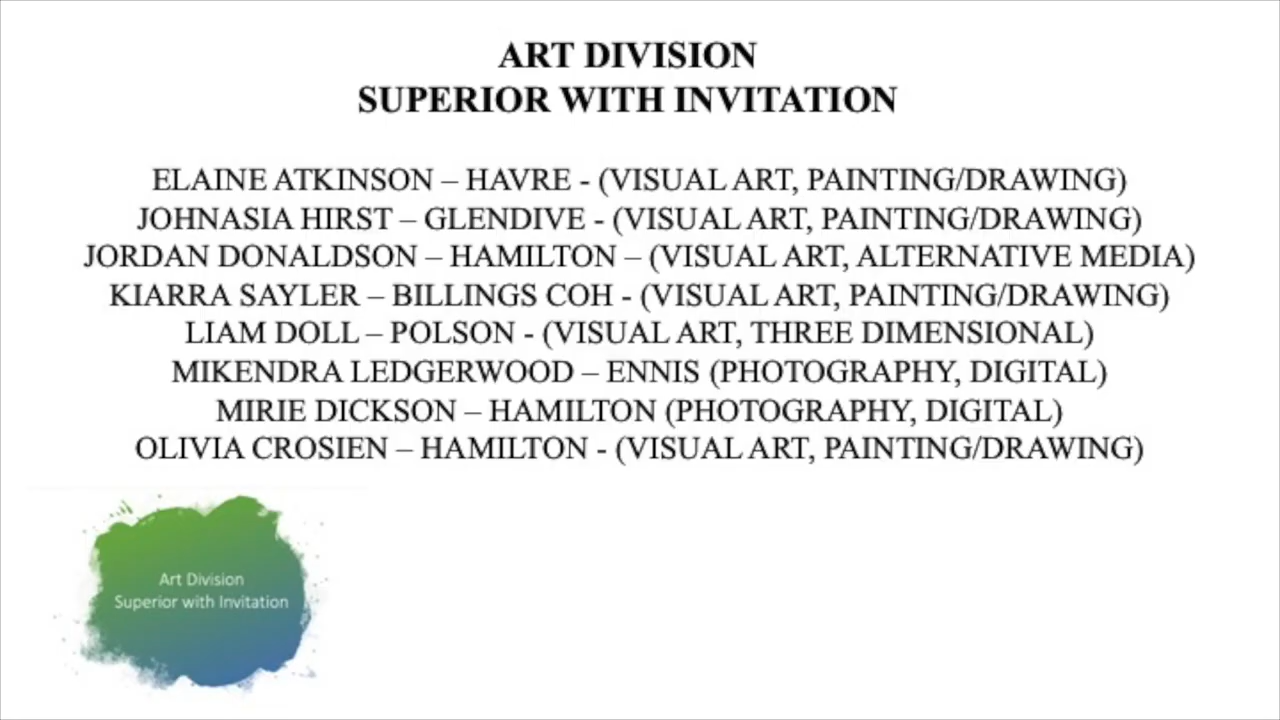 ART DIVISION
SUPERIOR WITH INVITATION
ELAINE ATKINSON – HAVRE - (VISUAL ART, PAINTING/DRAWING)
JOHNASIA HIRST – GLENDIVE - (VISUAL ART, PAINTING/DRAWING)
JORDAN DONALDSON – HAMILTON – (VISUAL ART, ALTERNATIVE MEDIA)
KIARRA SAYLER – BILLINGS COH - (VISUAL ART, PAINTING/DRAWING)
LIAM DOLL – POLSON - (VISUAL ART, THREE DIMENSIONAL)
MIKENDRA LEDGERWOOD – ENNIS (PHOTOGRAPHY, DIGITAL)
MIRIE DICKSON – HAMILTON (PHOTOGRAPHY, DIGITAL)
OLIVIA CROSIEN – HAMILTON - (VISUAL ART, PAINTING/DRAWING)
Art Division
Superior with Invitation